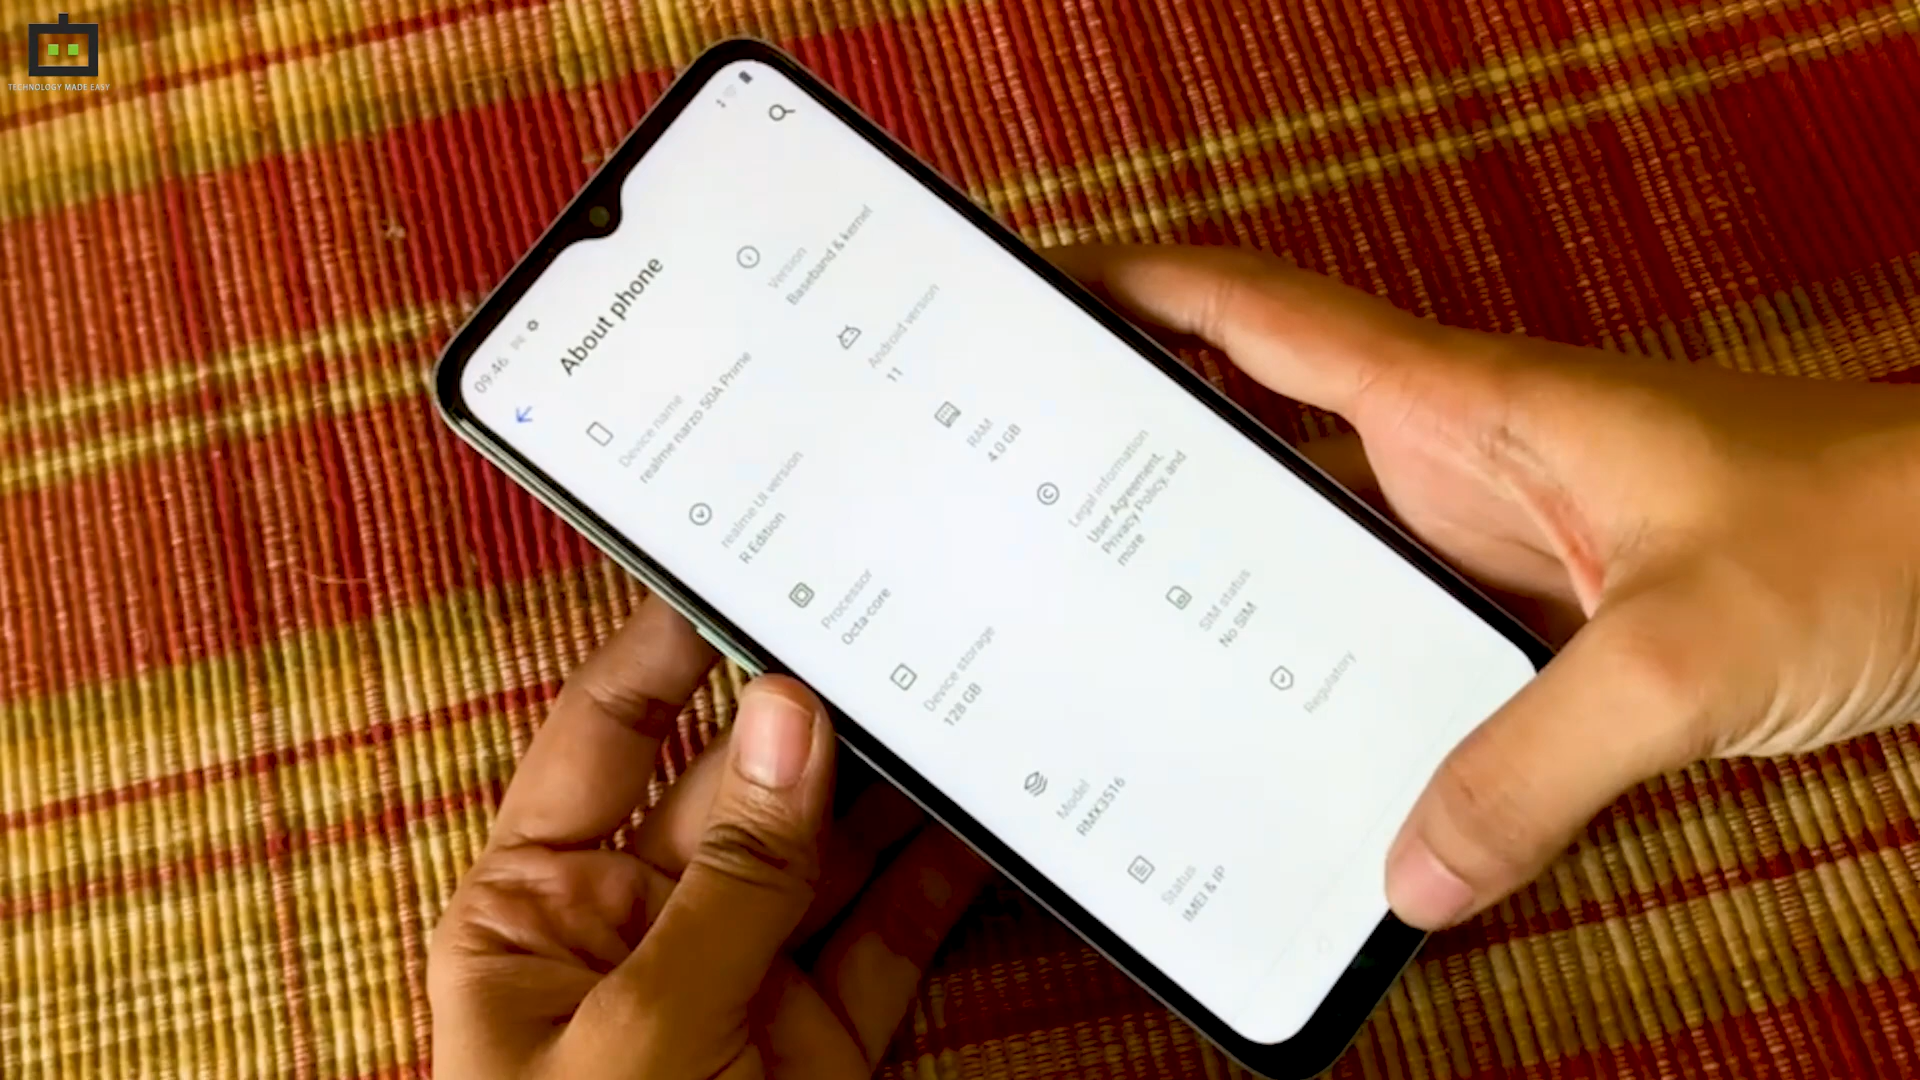 TECHNOLOGY MADE EASY
09:46
About phone
Device name
realme narzo 50A Prime
Version
Baseband & kernel
realme UI version
R Edition
Android version
11
Processor
Octa-core
RAM
4.0 GB
Device storage
128 GB
Legal information
User Agreement,
Privacy Policy, and
more
Model
RMX3516
SIM status
No SIM
Status
IMEI & IP
Regulatory